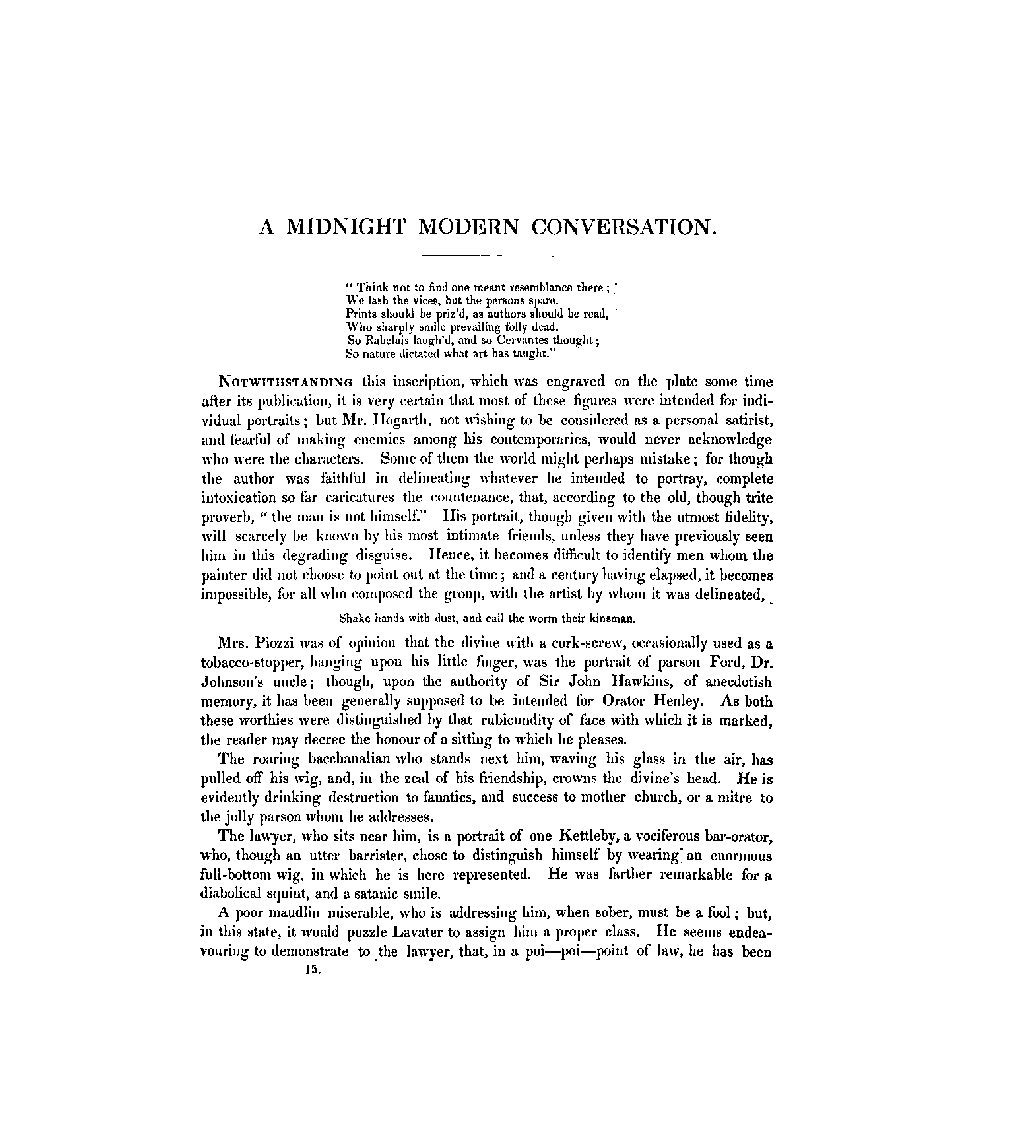 A MIDNIGHT MODERN CONVERSATION.
" Think not to find one meant resemblance there ;
We lash the vices, but the persons spare.
Prints should be priz'd, as authors should be read,
Who sharply smile prevailing folly dead.
So Rabelais laugh'd, and so Cervantes thought ;
So nature dictated what art has taught."
NOTWITHSTANDING this inscription, which was engraved on the plate some time
after its publication, it is very certain that most of these figures were intended for indi-
vidual portraits ; but Mr. Hogarth, not wishing to be considered as a personal satirist,
and fearful of making enemies among his contemporaries, would never acknowledge
who were the characters. Some of them the world might perhaps mistake ; for though
the author was faithful in delineating whatever he intended to portray, complete
intoxication so far caricatures the countenance, that, according to the old, though trite
proverb, " the man is not himself." His portrait, though given with the utmost fidelity,
will scarcely be known by his most intimate friends, unless they have previously seen
him in this degrading disguise. Hence, it becomes difficult to identify men whom the
painter did not choose to point out at the time ; and a century having elapsed, it becomes
impossible, for all who composed the group, with the artist by whom it was delineated,
Shake hands with dust, and call the worm their kinsman.
Mrs. Piozzi was of opinion that the divine with a cork-screw, occasionally used as a
tobacco-stopper, hanging upon his little finger, was the portrait of parson Ford, Dr.
Johnson's uncle ; though, upon the authority of Sir John Hawkins, of anecdotish
memory, it has been generally supposed to be intended for Orator Henley. As both
these worthies were distinguished by that rubicundity of face with which it is marked,
the reader may decree the honour of a sitting to which he pleases.
The roaring bacchanalian who stands next him, waving his glass in the air, has
pulled off his wig, and, in the zeal of his friendship, crowns the divine's head. He is
evidently drinking destruction to fanatics, and success to mother church, or a mitre to
the jolly parson whom he addresses.
The lawyer, who sits near him, is a portrait of one Kettleby, a vociferous bar-orator,
who, though an utter barrister, chose to distinguish himself by wearing an enormous
full-bottom wig, in which he is here represented. He was farther remarkable for a
diabolical squint, and a satanic smile.
A poor maudlin miserable, who is addressing him, when sober, must be a fool ; but,
in this state, it would puzzle Lavater to assign him a proper class. He seems endea-
vouring to demonstrate to the lawyer, that, in a poi—poi—point of law, he has been
15.